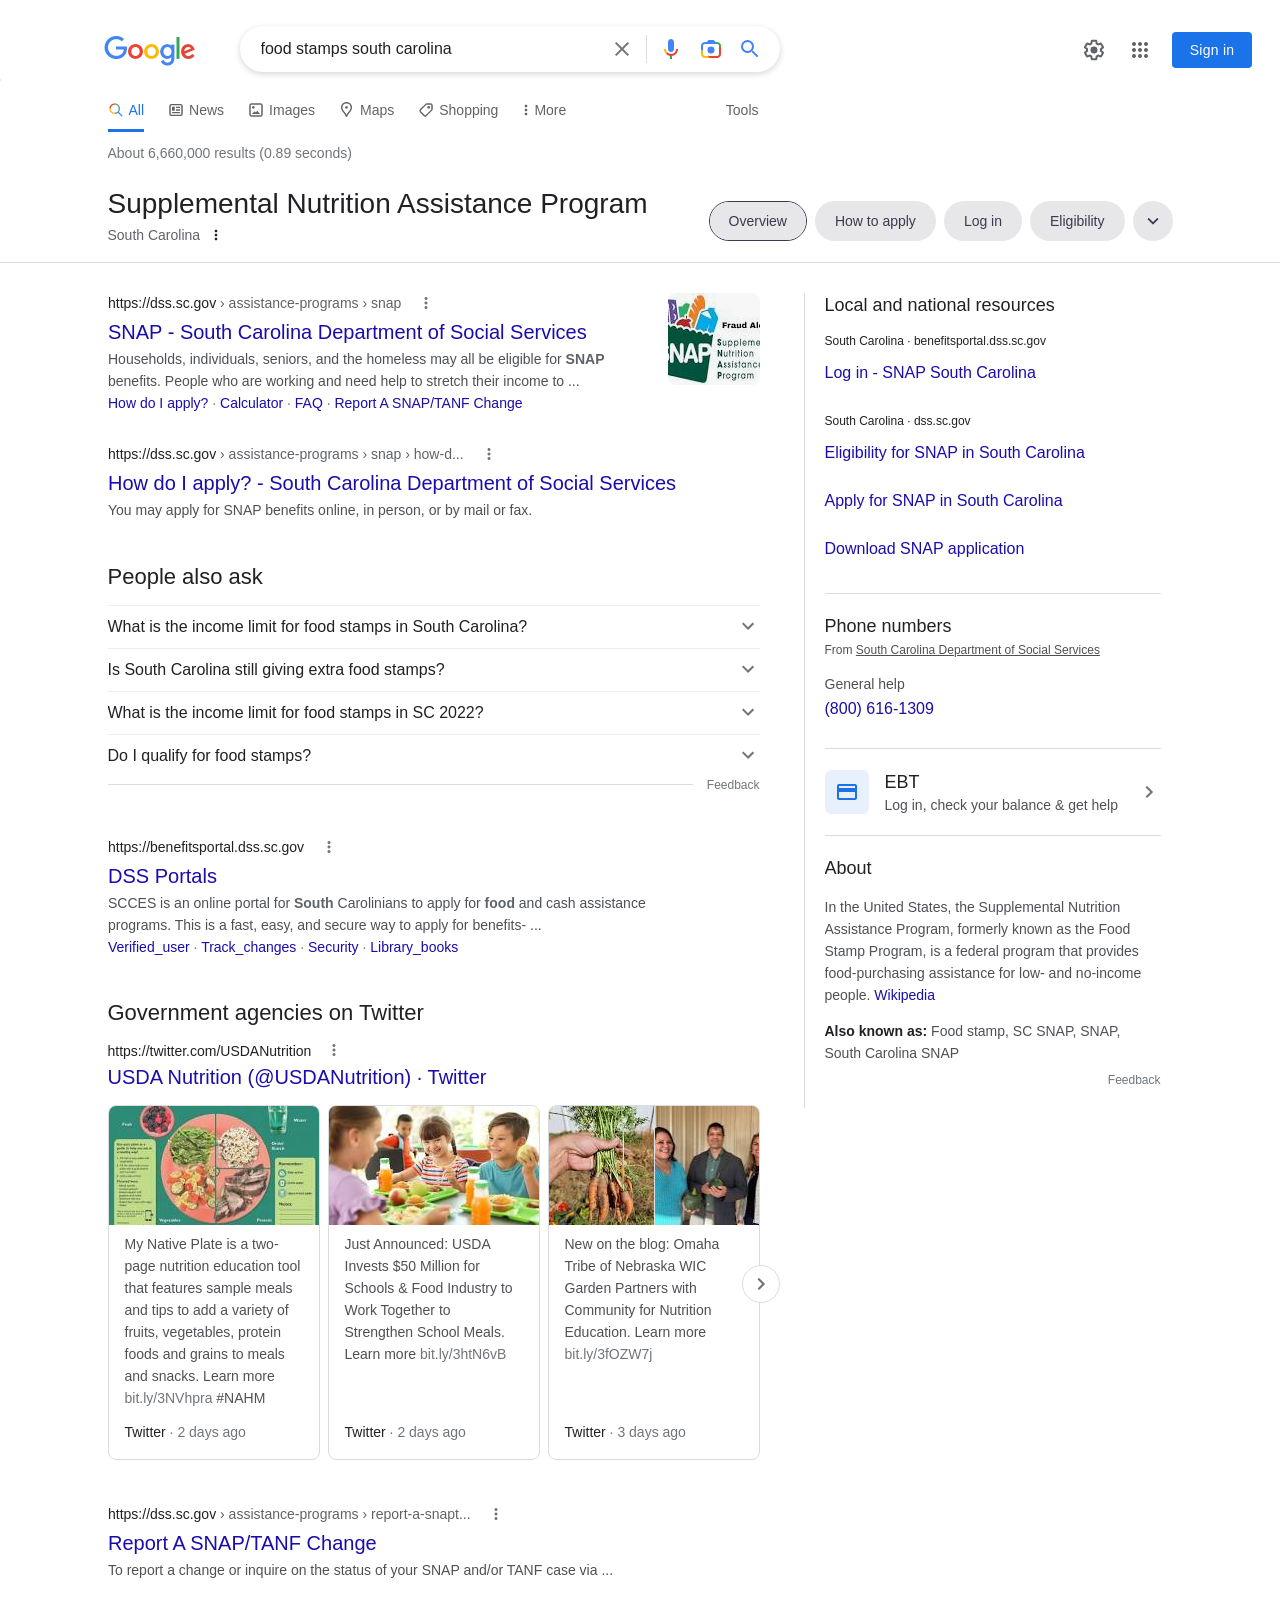 Google
food stamps south carolina
Sign in
All
News
Images
Maps
Shopping
More
Tools
About 6,660,000 results (0.89 seconds)
Supplemental Nutrition Assistance Program
South Carolina
Overview
How to apply
Log in
Eligibility
https://dss.sc.gov › assistance-programs › snap
SNAP - South Carolina Department of Social Services
Households, individuals, seniors, and the homeless may all be eligible for SNAP
benefits. People who are working and need help to stretch their income to ...
How do I apply? · Calculator · FAQ · Report A SNAP/TANF Change
Fraud Ale
SNAP
Suppleme
Nutrition
Assistanc
Program
https://dss.sc.gov › assistance-programs › snap › how-d...
How do I apply? - South Carolina Department of Social Services
You may apply for SNAP benefits online, in person, or by mail or fax.
People also ask
What is the income limit for food stamps in South Carolina?
Is South Carolina still giving extra food stamps?
What is the income limit for food stamps in SC 2022?
Do I qualify for food stamps?
Feedback
https://benefitsportal.dss.sc.gov
DSS Portals
SCCES is an online portal for South Carolinians to apply for food and cash assistance
programs. This is a fast, easy, and secure way to apply for benefits- ...
Verified_user · Track_changes · Security · Library_books
Government agencies on Twitter
https://twitter.com/USDANutrition
USDA Nutrition (@USDANutrition) · Twitter
Fruit
Water
Vegetables
Protein
Remember:
My Native Plate is a two-
page nutrition education tool
that features sample meals
and tips to add a variety of
fruits, vegetables, protein
foods and grains to meals
and snacks. Learn more
bit.ly/3NVhpra #NAHM
Twitter · 2 days ago
Just Announced: USDA
Invests $50 Million for
Schools & Food Industry to
Work Together to
Strengthen School Meals.
Learn more bit.ly/3htN6vB
Twitter · 2 days ago
New on the blog: Omaha
Tribe of Nebraska WIC
Garden Partners with
Community for Nutrition
Education. Learn more
bit.ly/3fOZW7j
Twitter · 3 days ago
https://dss.sc.gov › assistance-programs › report-a-snapt...
Report A SNAP/TANF Change
To report a change or inquire on the status of your SNAP and/or TANF case via ...
Local and national resources
South Carolina · benefitsportal.dss.sc.gov
Log in - SNAP South Carolina
South Carolina · dss.sc.gov
Eligibility for SNAP in South Carolina
Apply for SNAP in South Carolina
Download SNAP application
Phone numbers
From South Carolina Department of Social Services
General help
(800) 616-1309
EBT
Log in, check your balance & get help
About
In the United States, the Supplemental Nutrition
Assistance Program, formerly known as the Food
Stamp Program, is a federal program that provides
food-purchasing assistance for low- and no-income
people. Wikipedia
Also known as: Food stamp, SC SNAP, SNAP,
South Carolina SNAP
Feedback